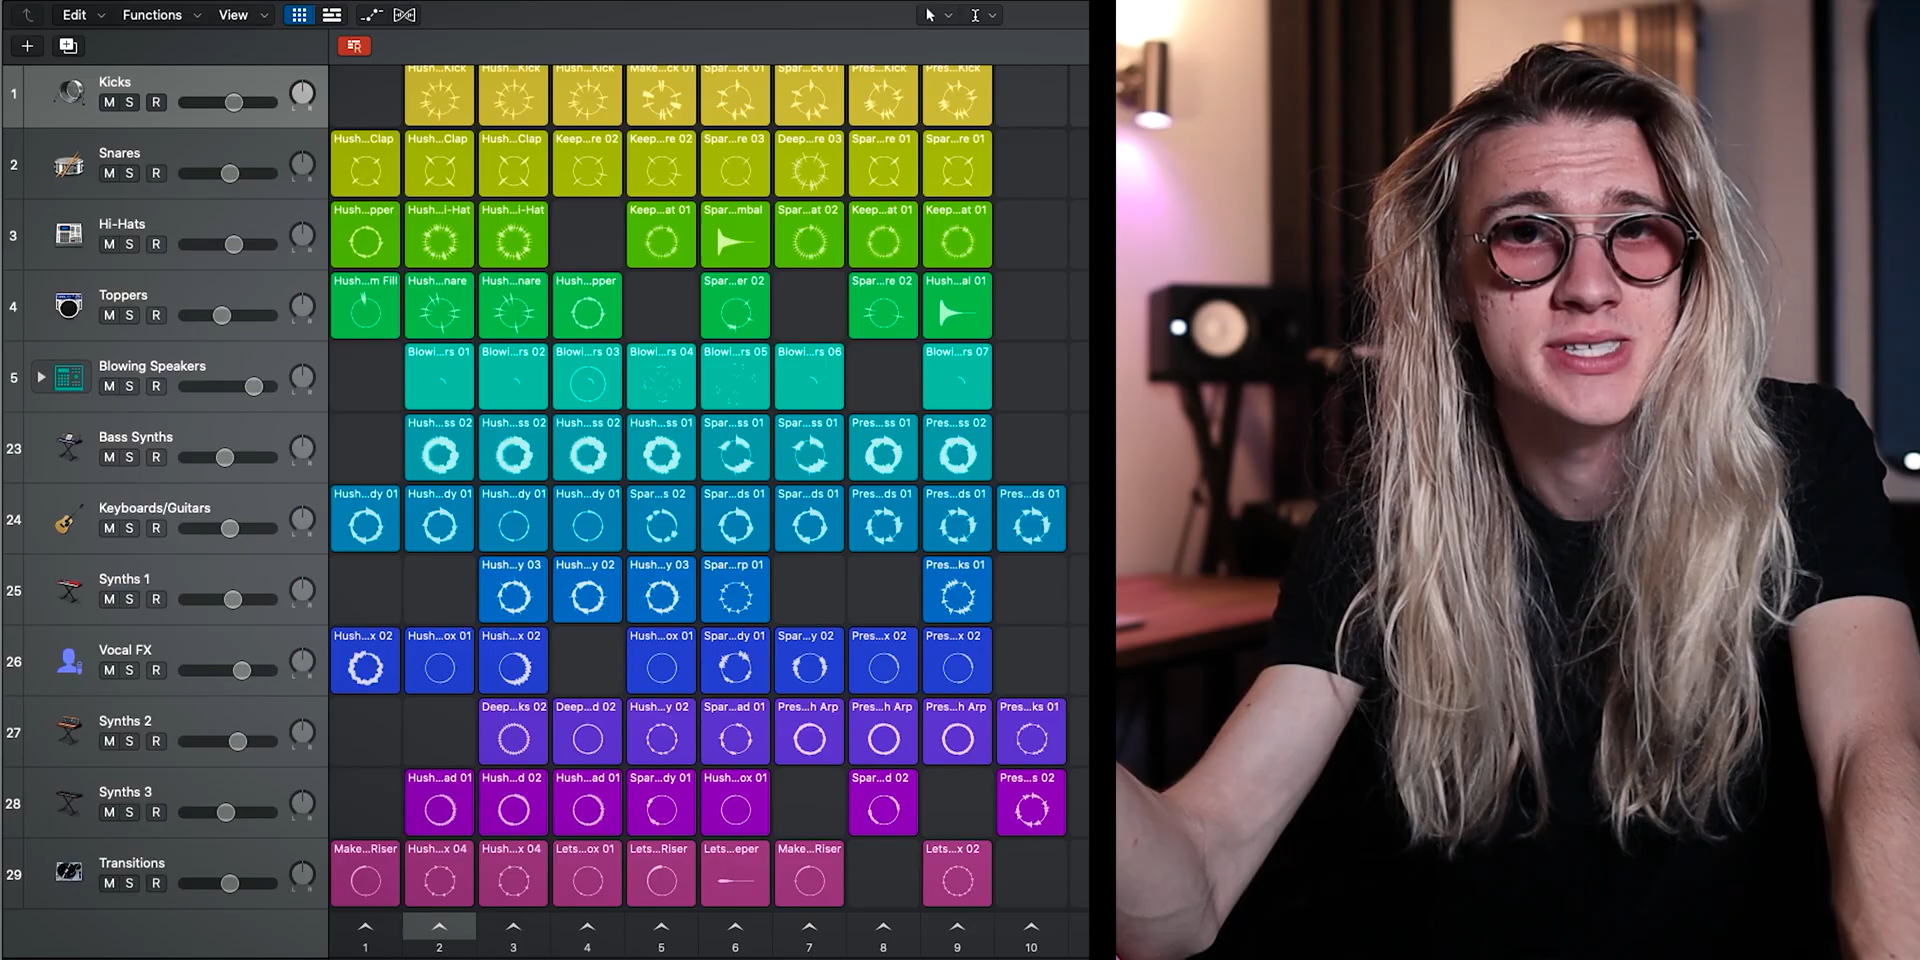 Edit Functions View
R
1 Kicks Hush...Kick Hush...Kick Hush...Kick Make...ck 01 Spar...ck 01 Spar...ck 01 Pres...Kick Pres...Kick
M S R L R
2 Snares Hush...Clap Hush...Clap Hush...Clap Keep...re 02 Keep...re 02 Spar...re 03 Deep...re 03 Spar...re 01 Spar...re 01
M S R L R
3 Hi-Hats Hush...pper Hush...i-Hat Hush...i-Hat Keep...at 01 Spar...mbal Spar...at 02 Keep...at 01 Keep...at 01
M S R L R
4 Toppers Hush...m Fill Hush...nare Hush...nare Hush...pper Spar...er 02 Spar...re 02 Hush...al 01
M S R L R
5 Blowing Speakers Blowi...rs 01 Blowi...rs 02 Blowi...rs 03 Blowi...rs 04 Blowi...rs 05 Blowi...rs 06 Blowi...rs 07
M S R L R
23 Bass Synths Hush...ss 02 Hush...ss 02 Hush...ss 02 Hush...ss 01 Spar...ss 01 Spar...ss 01 Pres...ss 01 Pres...ss 02
M S R L R
24 Keyboards/Guitars Hush...dy 01 Hush...dy 01 Hush...dy 01 Hush...dy 01 Spar...s 02 Spar...ds 01 Spar...ds 01 Pres...ds 01 Pres...ds 01 Pres...ds 01
M S R L R
25 Synths 1 Hush...y 03 Hush...y 02 Hush...y 03 Spar...rp 01 Pres...ks 01
M S R L R
26 Vocal FX Hush...x 02 Hush...ox 01 Hush...x 02 Hush...ox 01 Spar...dy 01 Spar...y 02 Pres...x 02 Pres...x 02
M S R L R
27 Synths 2 Deep...ks 02 Deep...d 02 Hush...y 02 Spar...ad 01 Pres...h Arp Pres...h Arp Pres...h Arp Pres...ks 01
M S R L R
28 Synths 3 Hush...ad 01 Hush...d 02 Hush...ad 01 Spar...dy 01 Hush...ox 01 Spar...d 02 Pres...s 02
M S R L R
29 Transitions Make...Riser Hush...x 04 Hush...x 04 Lets...ox 01 Lets...Riser Lets...eper Make...Riser Lets...x 02
M S R L R
1 2 3 4 5 6 7 8 9 10